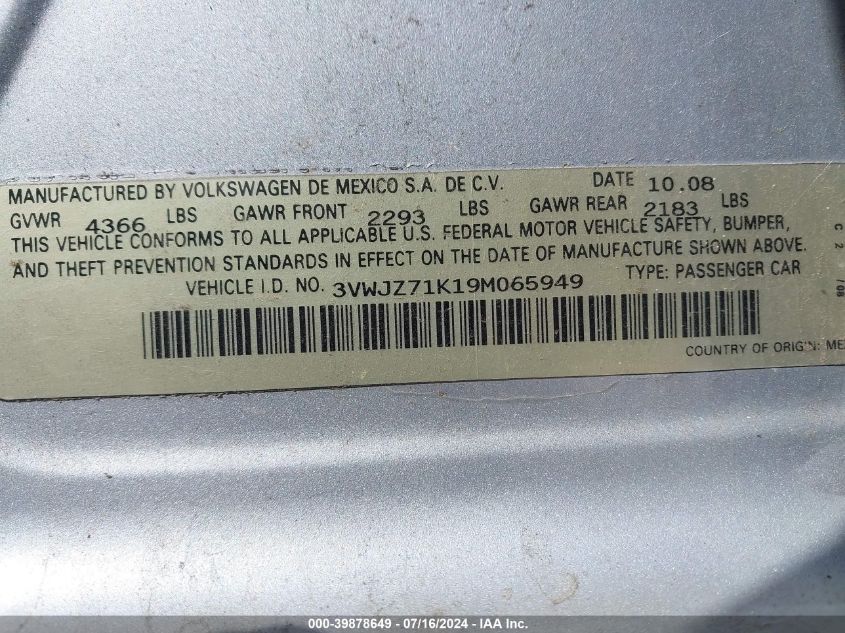 MANUFACTURED BY VOLKSWAGEN DE MEXICO S.A. DE C.V. DATE 10.08
GVWR 4366 LBS GAWR FRONT 2293 LBS GAWR REAR 2183 LBS
THIS VEHICLE CONFORMS TO ALL APPLICABLE U.S. FEDERAL MOTOR VEHICLE SAFETY, BUMPER,
AND THEFT PREVENTION STANDARDS IN EFFECT ON THE DATE OF MANUFACTURE SHOWN ABOVE.
VEHICLE I.D. NO. 3VWJZ71K19M065949 TYPE: PASSENGER CAR
COUNTRY OF ORIGIN: ME
000-39878649 - 07/16/2024 - IAA Inc.